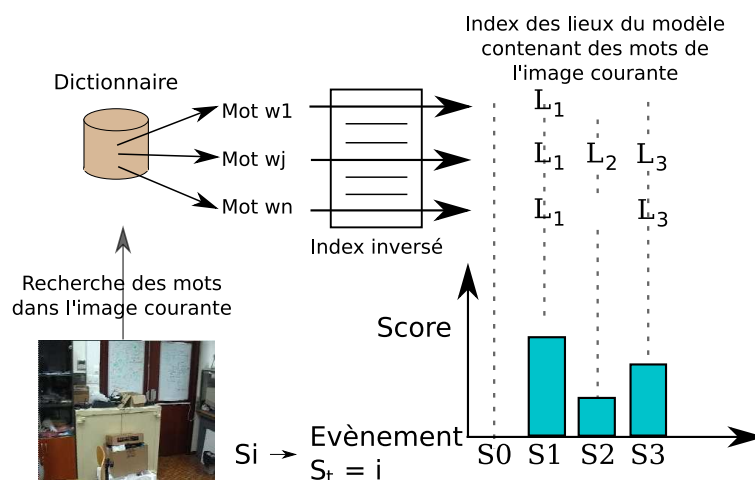 Index des lieux du modèle
contenant des mots de
l'image courante
Dictionnaire
Mot w1
Mot wj
Mot wn
Index inversé
L1
L1 L2 L3
L1 L3
Recherche des mots
dans l'image courante
Score
Si → Evènement
St = i
S0 S1 S2 S3